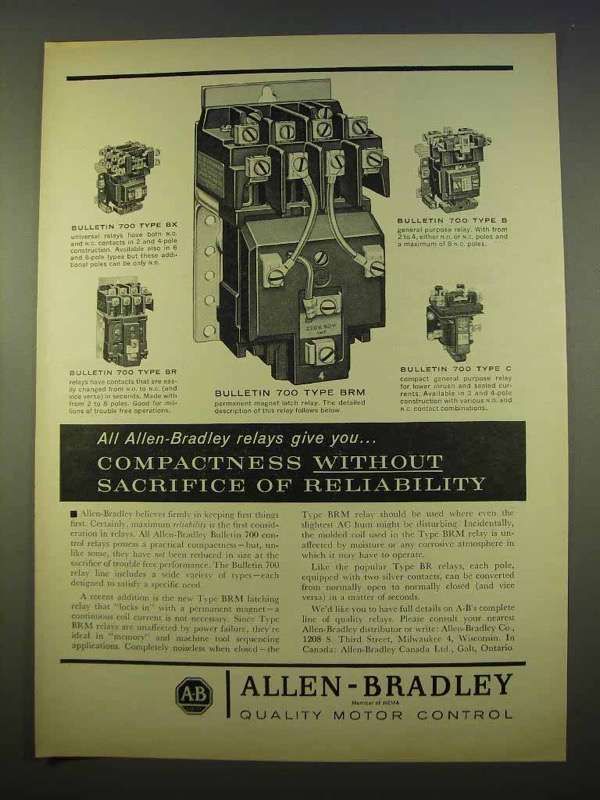 BULLETIN 700 TYPE BX
universal relays have both N.O.
and N.C. contacts in 2 and 4-pole
construction. Available also in 6
and 8-pole types but these addi-
tional poles can be only N.O.
BULLETIN 700 TYPE B
general purpose relay. With from
2 to 4, either N.O. or N.C. poles and
a maximum of 8 N.O. poles.
BULLETIN 700 TYPE BR
relays have contacts that are eas-
ily changed from N.O. to N.C. (and
vice versa) in seconds. Made with
from 2 to 8 poles. Good for mil-
lions of trouble free operations.
4
BULLETIN 700 TYPE BRM
permanent magnet latch relay. The detailed
description of this relay follows below.
BULLETIN 700 TYPE C
compact general purpose relay
for lower inrush and sealed cur-
rents. Available in 3 and 4-pole
construction with various N.O. and
N.C. contact combinations.
All Allen-Bradley relays give you...
COMPACTNESS WITHOUT
SACRIFICE OF RELIABILITY
■ Allen-Bradley believes firmly in keeping first things
first. Certainly, maximum reliability is the first consid-
eration in relays. All Allen-Bradley Bulletin 700 con-
trol relays possess a practical compactness—but, un-
like some, they have not been reduced in size at the
sacrifice of trouble free performance. The Bulletin 700
relay line includes a wide variety of types—each
designed to satisfy a specific need.
A recent addition is the new Type BRM latching
relay that "locks in" with a permanent magnet—a
continuous coil current is not necessary. Since Type
BRM relays are unaffected by power failure, they're
ideal in "memory" and machine tool sequencing
applications. Completely noiseless when closed—the
Type BRM relay should be used where even the
slightest AC hum might be disturbing. Incidentally,
the molded coil used in the Type BRM relay is un-
affected by moisture or any corrosive atmosphere in
which it may have to operate.
Like the popular Type BR relays, each pole,
equipped with two silver contacts, can be converted
from normally open to normally closed (and vice
versa) in a matter of seconds.
We'd like you to have full details on A-B's complete
line of quality relays. Please consult your nearest
Allen-Bradley distributor or write: Allen-Bradley Co.,
1208 S. Third Street, Milwaukee 4, Wisconsin. In
Canada: Allen-Bradley Canada Ltd., Galt, Ontario.
A-B
ALLEN-BRADLEY
Member of NEMA
QUALITY MOTOR CONTROL